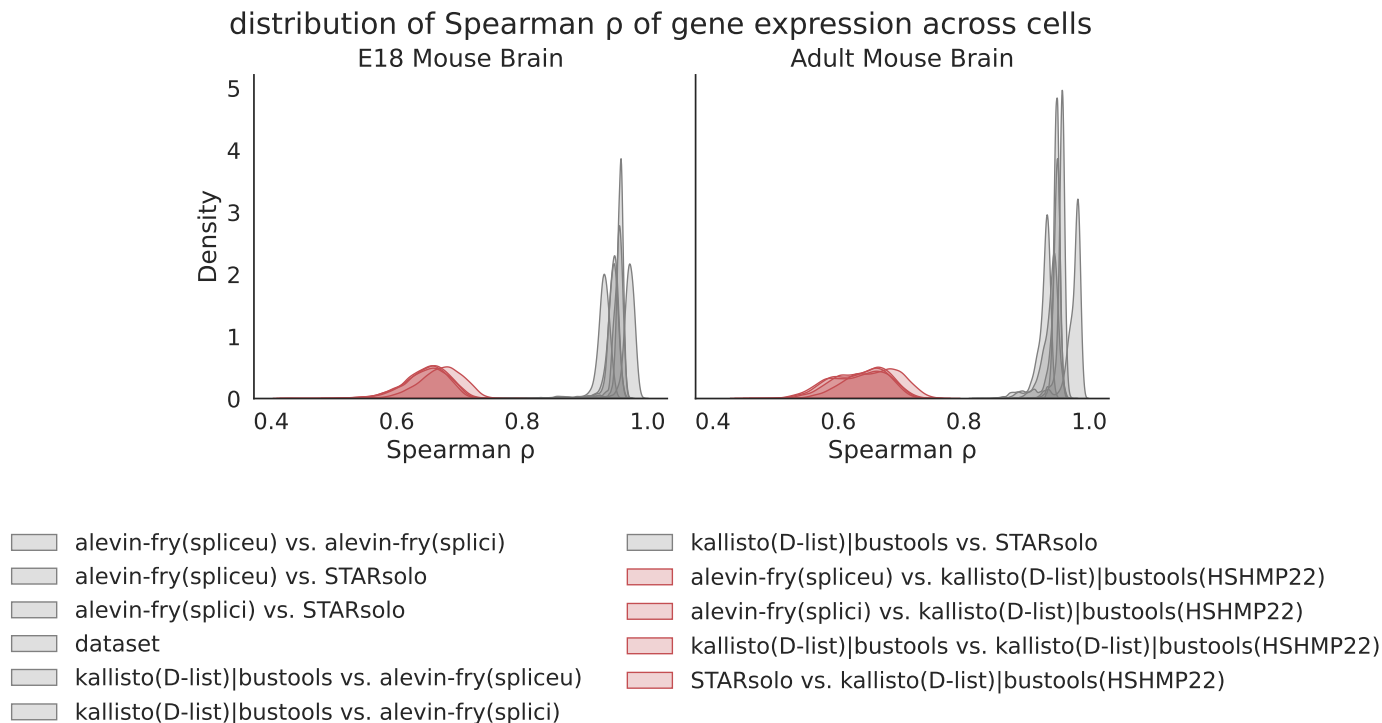 distribution of Spearman ρ of gene expression across cells
E18 Mouse Brain
Adult Mouse Brain
Density
5
4
3
2
1
0
0.4 0.6 0.8 1.0
0.4 0.6 0.8 1.0
Spearman ρ
Spearman ρ
alevin-fry(spliceu) vs. alevin-fry(splici)
alevin-fry(spliceu) vs. STARsolo
alevin-fry(splici) vs. STARsolo
dataset
kallisto(D-list)|bustools vs. alevin-fry(spliceu)
kallisto(D-list)|bustools vs. alevin-fry(splici)
kallisto(D-list)|bustools vs. STARsolo
alevin-fry(spliceu) vs. kallisto(D-list)|bustools(HSHMP22)
alevin-fry(splici) vs. kallisto(D-list)|bustools(HSHMP22)
kallisto(D-list)|bustools vs. kallisto(D-list)|bustools(HSHMP22)
STARsolo vs. kallisto(D-list)|bustools(HSHMP22)